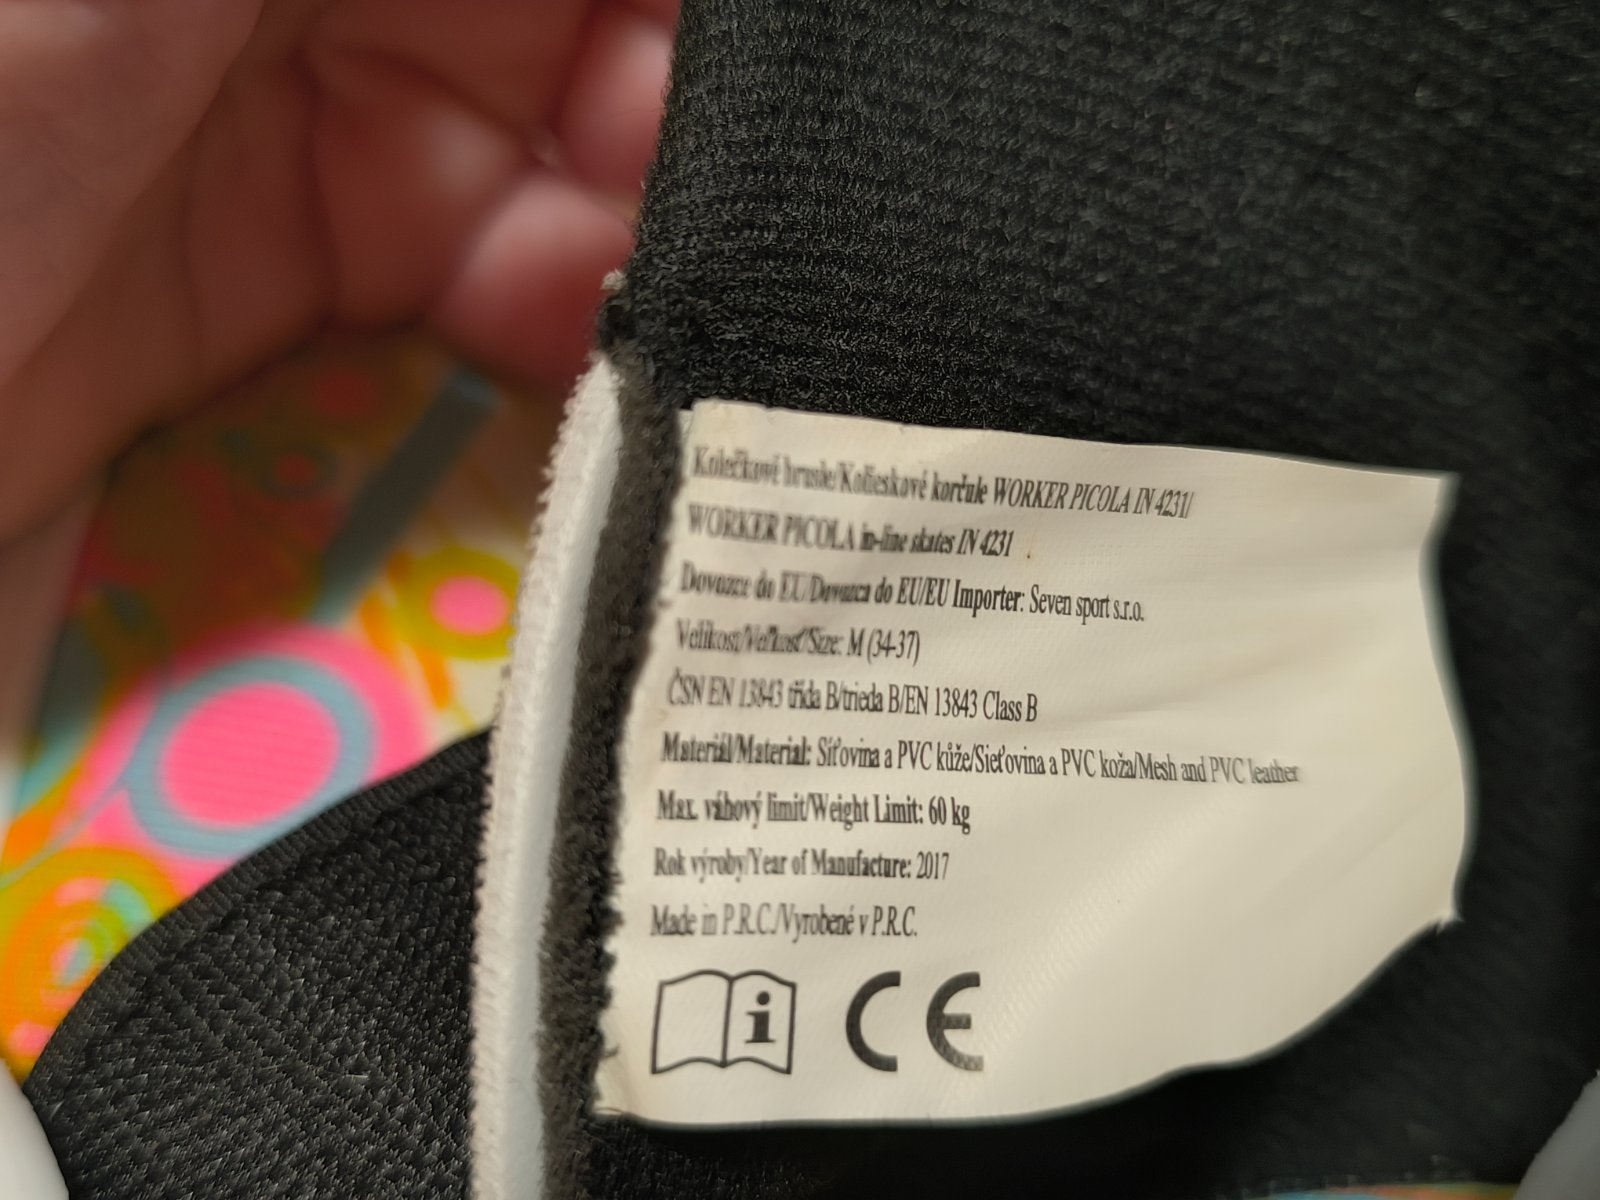 Kolečkové brusle/Kolieskové korčule WORKER PICOLA IN 4231/
WORKER PICOLA in-line skates IN 4231
Dovozce do EU/Dovozca do EU/EU Importer: Seven sport s.r.o.
Velikost/Veľkosť/Size: M (34-37)
ČSN EN 13843 třída B/trieda B/EN 13843 Class B
Materiál/Material: Síťovina a PVC kůže/Sieťovina a PVC koža/Mesh and PVC leather
Max. váhový limit/Weight Limit: 60 kg
Rok výroby/Year of Manufacture: 2017
Made in P.R.C./Vyrobené v P.R.C.
i CE